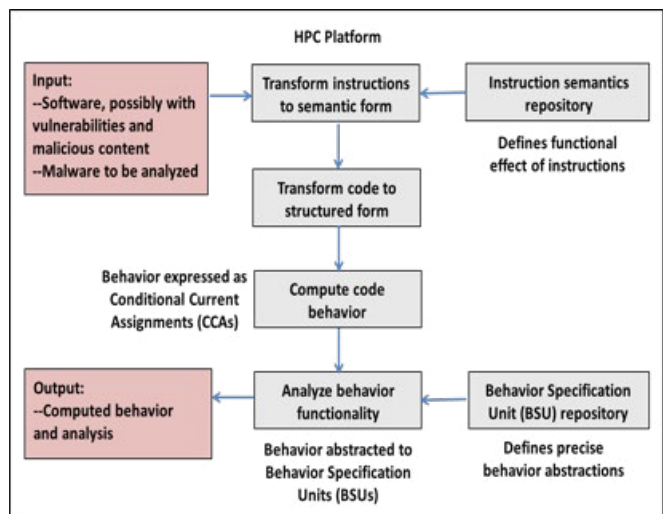 HPC Platform
Input:
--Software, possibly with
vulnerabilities and
malicious content
--Malware to be analyzed
Transform instructions
to semantic form
Instruction semantics
repository
Defines functional
effect of instructions
Transform code to
structured form
Behavior expressed as
Conditional Current
Assignments (CCAs)
Compute code
behavior
Output:
--Computed behavior
and analysis
Analyze behavior
functionality
Behavior Specification
Unit (BSU) repository
Behavior abstracted to
Behavior Specification
Units (BSUs)
Defines precise
behavior abstractions